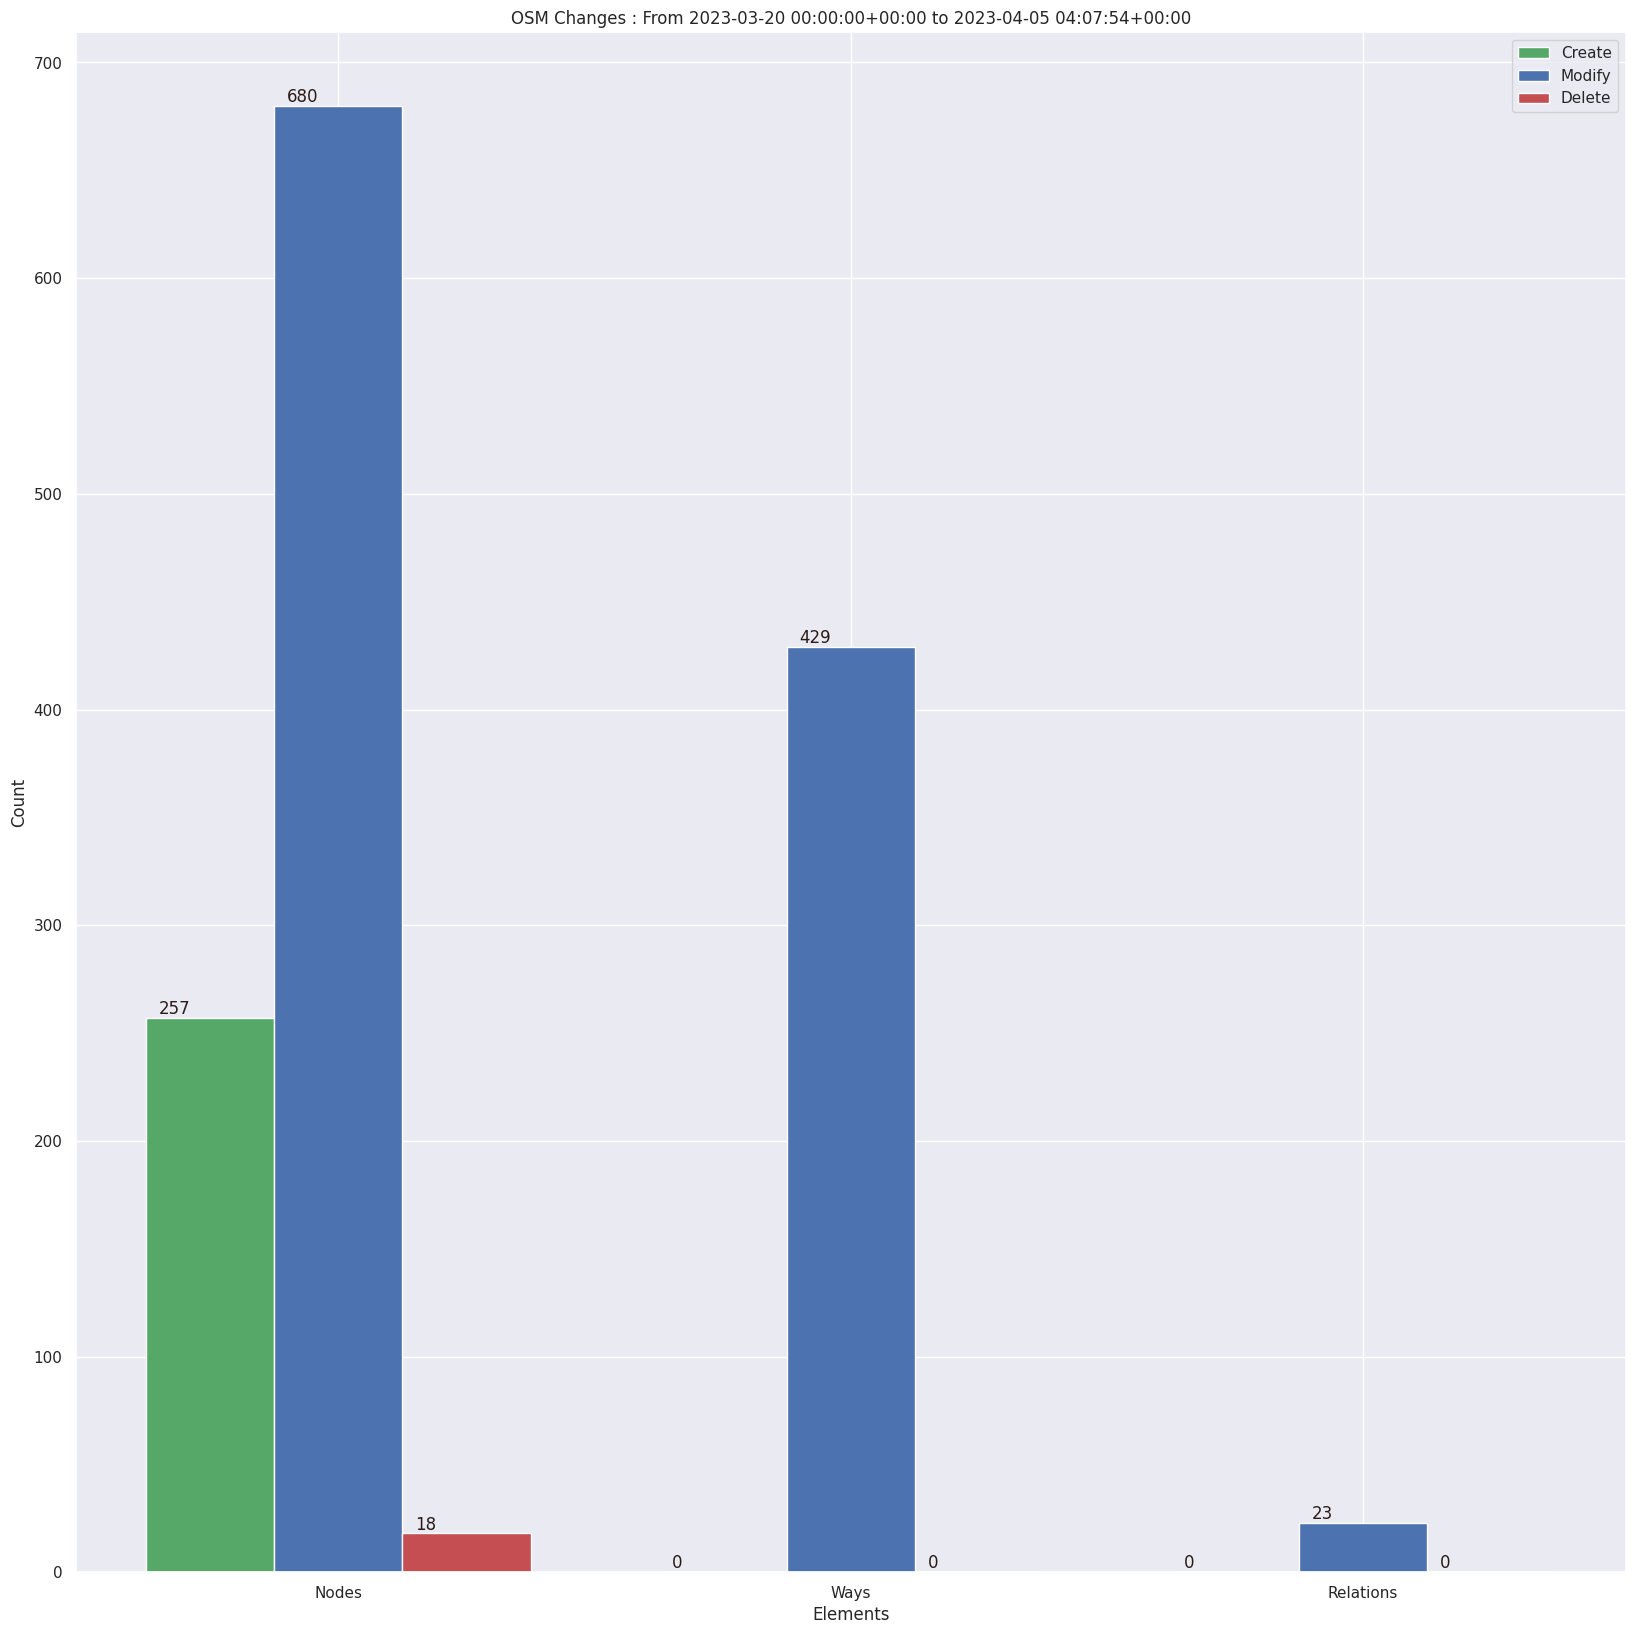 OSM Changes : From 2023-03-20 00:00:00+00:00 to 2023-04-05 04:07:54+00:00
Create
Modify
Delete
700
600
500
400
300
200
100
0
Count
257
680
18
0
429
0
0
23
0
Nodes
Ways
Relations
Elements